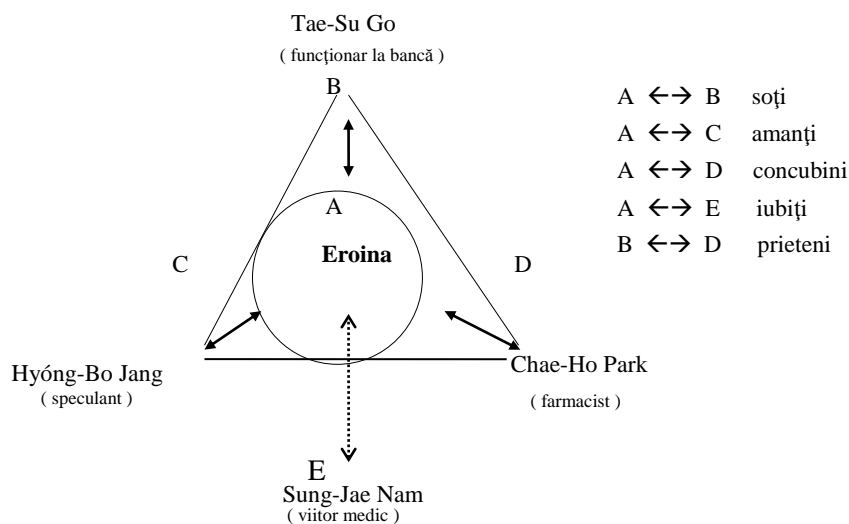 Tae-Su Go
( funcţionar la bancă )
B
A ←→ B soţi
A ←→ C amanţi
A ←→ D concubini
A ←→ E iubiţi
B ←→ D prieteni
A
Eroina
C
D
Hyóng-Bo Jang
( speculant )
Chae-Ho Park
( farmacist )
E
Sung-Jae Nam
( viitor medic )